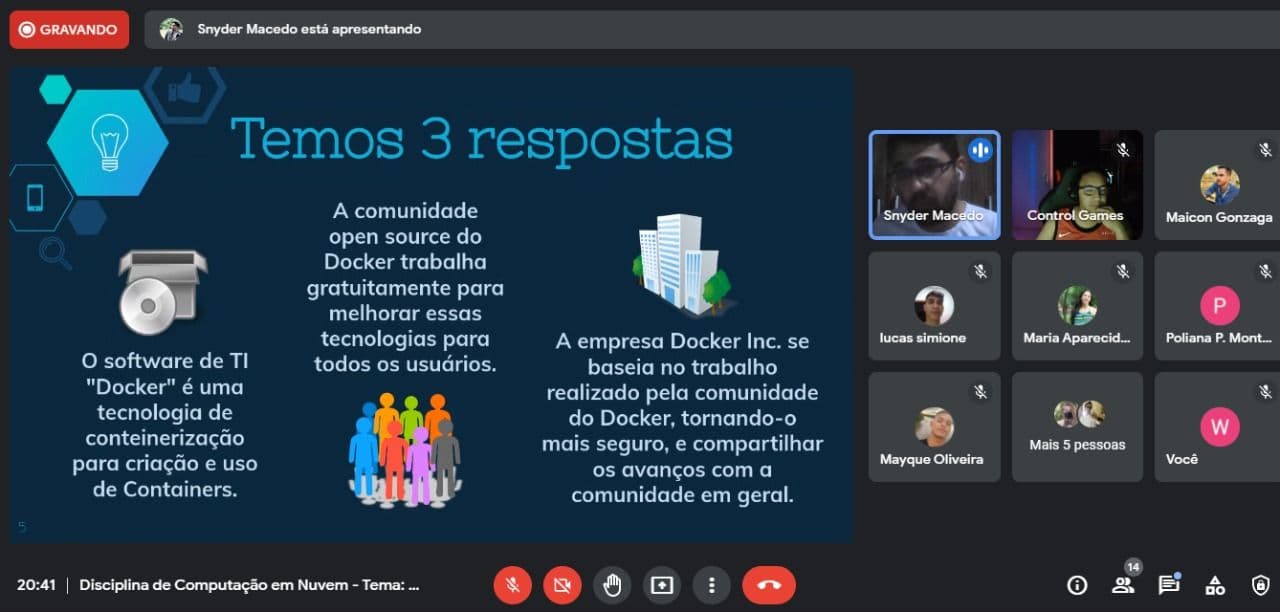 GRAVANDO
Snyder Macedo está apresentando
Temos 3 respostas
O software de TI
"Docker" é uma
tecnologia de
conteinerização
para criação e uso
de Containers.
A comunidade
open source do
Docker trabalha
gratuitamente para
melhorar essas
tecnologias para
todos os usuários.
A empresa Docker Inc. se
baseia no trabalho
realizado pela comunidade
do Docker, tornando-o
mais seguro, e compartilhar
os avanços com a
comunidade em geral.
5
Snyder Macedo
Control Games
Maicon Gonzaga
lucas simione
Maria Aparecid...
P
Poliana P. Mont...
Mayque Oliveira
Mais 5 pessoas
W
Você
20:41
Disciplina de Computação em Nuvem - Tema: ...
14